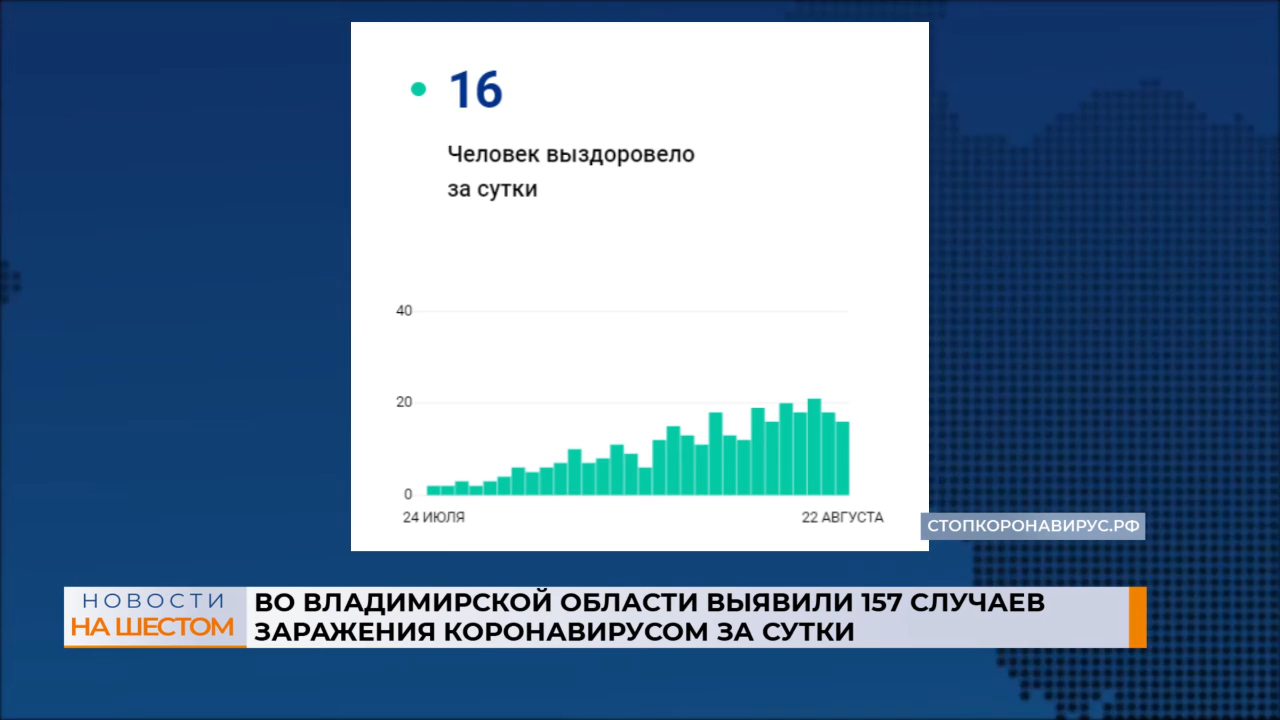 16
Человек выздоровело
за сутки
40
20
0
24 ИЮЛЯ
22 АВГУСТА
СТОПКОРОНАВИРУС.РФ
НОВОСТИ
НА ШЕСТОМ
ВО ВЛАДИМИРСКОЙ ОБЛАСТИ ВЫЯВИЛИ 157 СЛУЧАЕВ
ЗАРАЖЕНИЯ КОРОНАВИРУСОМ ЗА СУТКИ